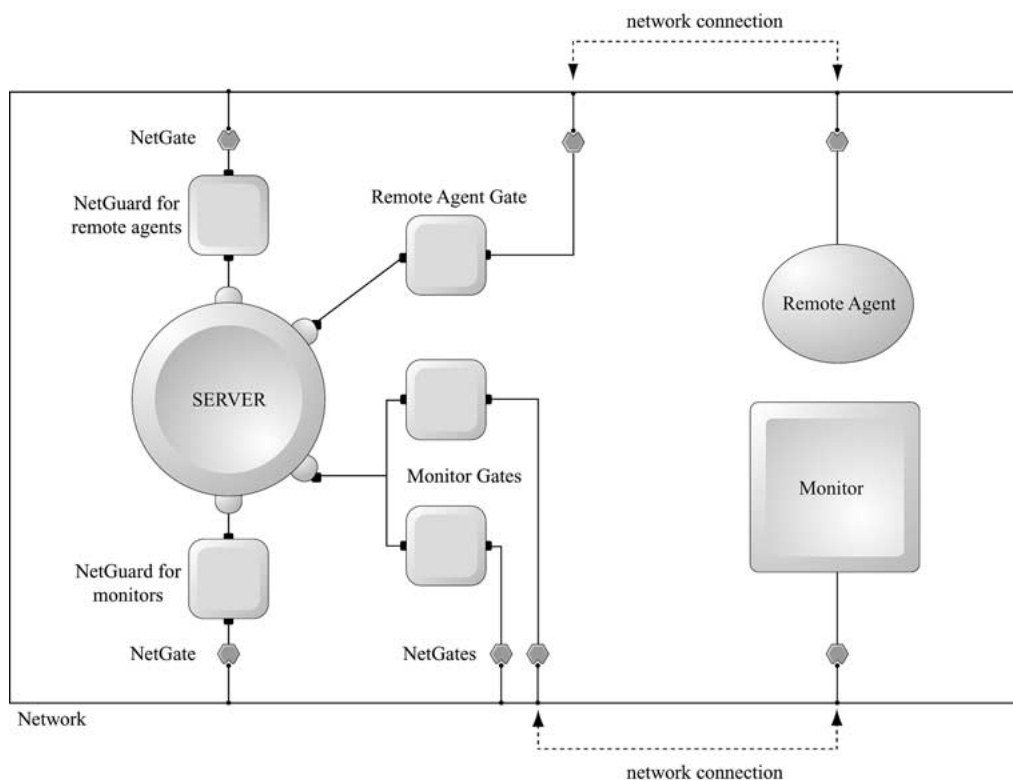 network connection
NetGate
NetGuard for
remote agents
Remote Agent Gate
Remote Agent
SERVER
Monitor Gates
Monitor
NetGuard for
monitors
NetGate
NetGates
Network
network connection